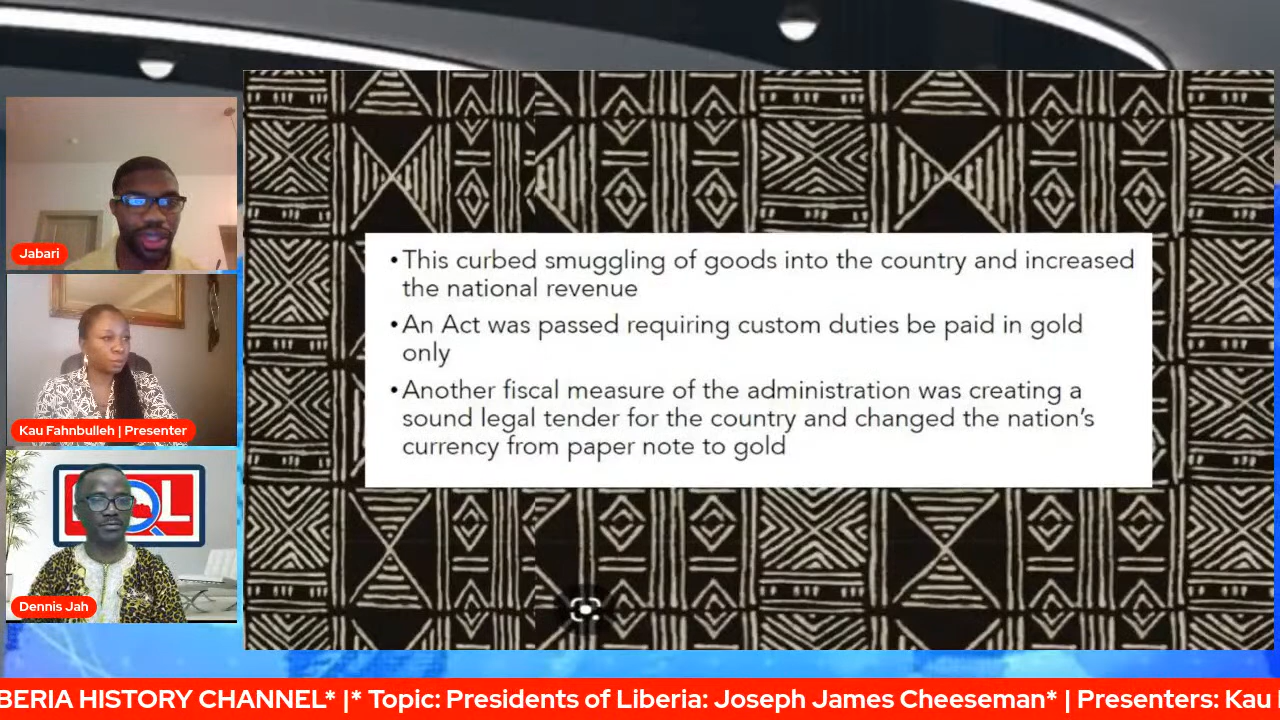 Jabari
Kau Fahnbulleh | Presenter
Dennis Jah
•This curbed smuggling of goods into the country and increased
the national revenue
•An Act was passed requiring custom duties be paid in gold
only
•Another fiscal measure of the administration was creating a
sound legal tender for the country and changed the nation's
currency from paper note to gold
BERIA HISTORY CHANNEL* |* Topic: Presidents of Liberia: Joseph James Cheeseman* | Presenters: Kau